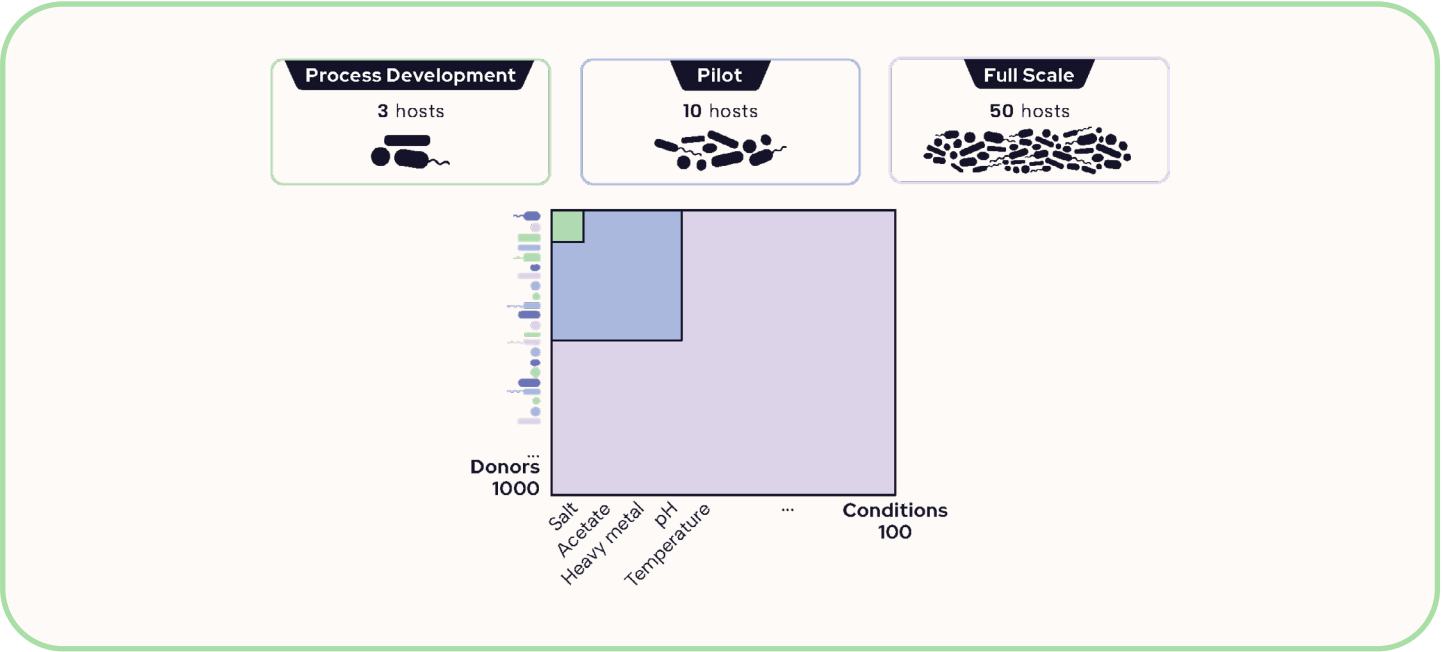 Process Development
3 hosts
Pilot
10 hosts
Full Scale
50 hosts
...
Donors
1000
Salt
Acetate
Heavy metal
pH
Temperature
...
Conditions
100